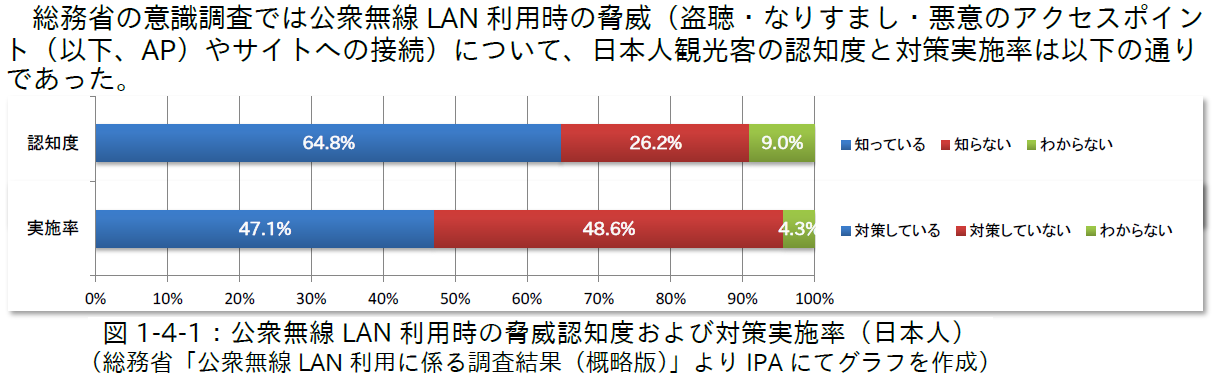 総務省の意識調査では公衆無線 LAN 利用時の脅威（盗聴・なりすまし・悪意のアクセスポイン
ト（以下、AP）やサイトへの接続）について、日本人観光客の認知度と対策実施率は以下の通り
であった。
認知度 64.8% 26.2% 9.0% 知っている 知らない わからない
実施率 47.1% 48.6% 4.3% 対策している 対策していない わからない
0% 10% 20% 30% 40% 50% 60% 70% 80% 90% 100%
図 1-4-1：公衆無線 LAN 利用時の脅威認知度および対策実施率（日本人）
（総務省「公衆無線 LAN 利用に係る調査結果（概略版）」より IPA にてグラフを作成）